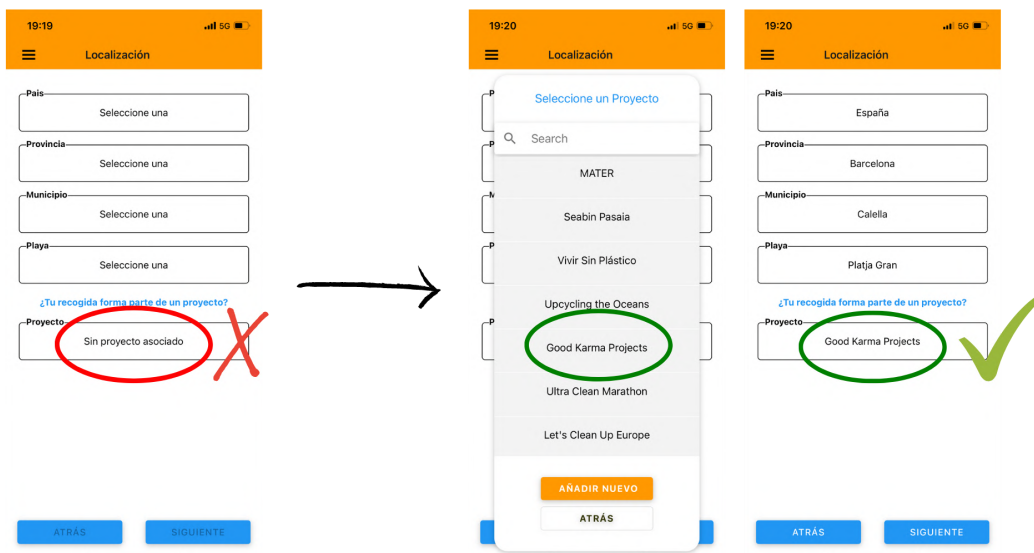 19:19
5G
Localización
Pais
Seleccione una
Provincia
Seleccione una
Municipio
Seleccione una
Playa
Seleccione una
¿Tu recogida forma parte de un proyecto?
Proyecto
Sin proyecto asociado
ATRÁS
SIGUIENTE
19:20
5G
Localización
P
P
M
P
P
Seleccione un Proyecto
Search
MATER
Seabin Pasaia
Vivir Sin Plástico
Upcycling the Oceans
Good Karma Projects
Ultra Clean Marathon
Let's Clean Up Europe
AÑADIR NUEVO
ATRÁS
19:20
5G
Localización
Pais
España
Provincia
Barcelona
Municipio
Calella
Playa
Platja Gran
¿Tu recogida forma parte de un proyecto?
Proyecto
Good Karma Projects
ATRÁS
SIGUIENTE